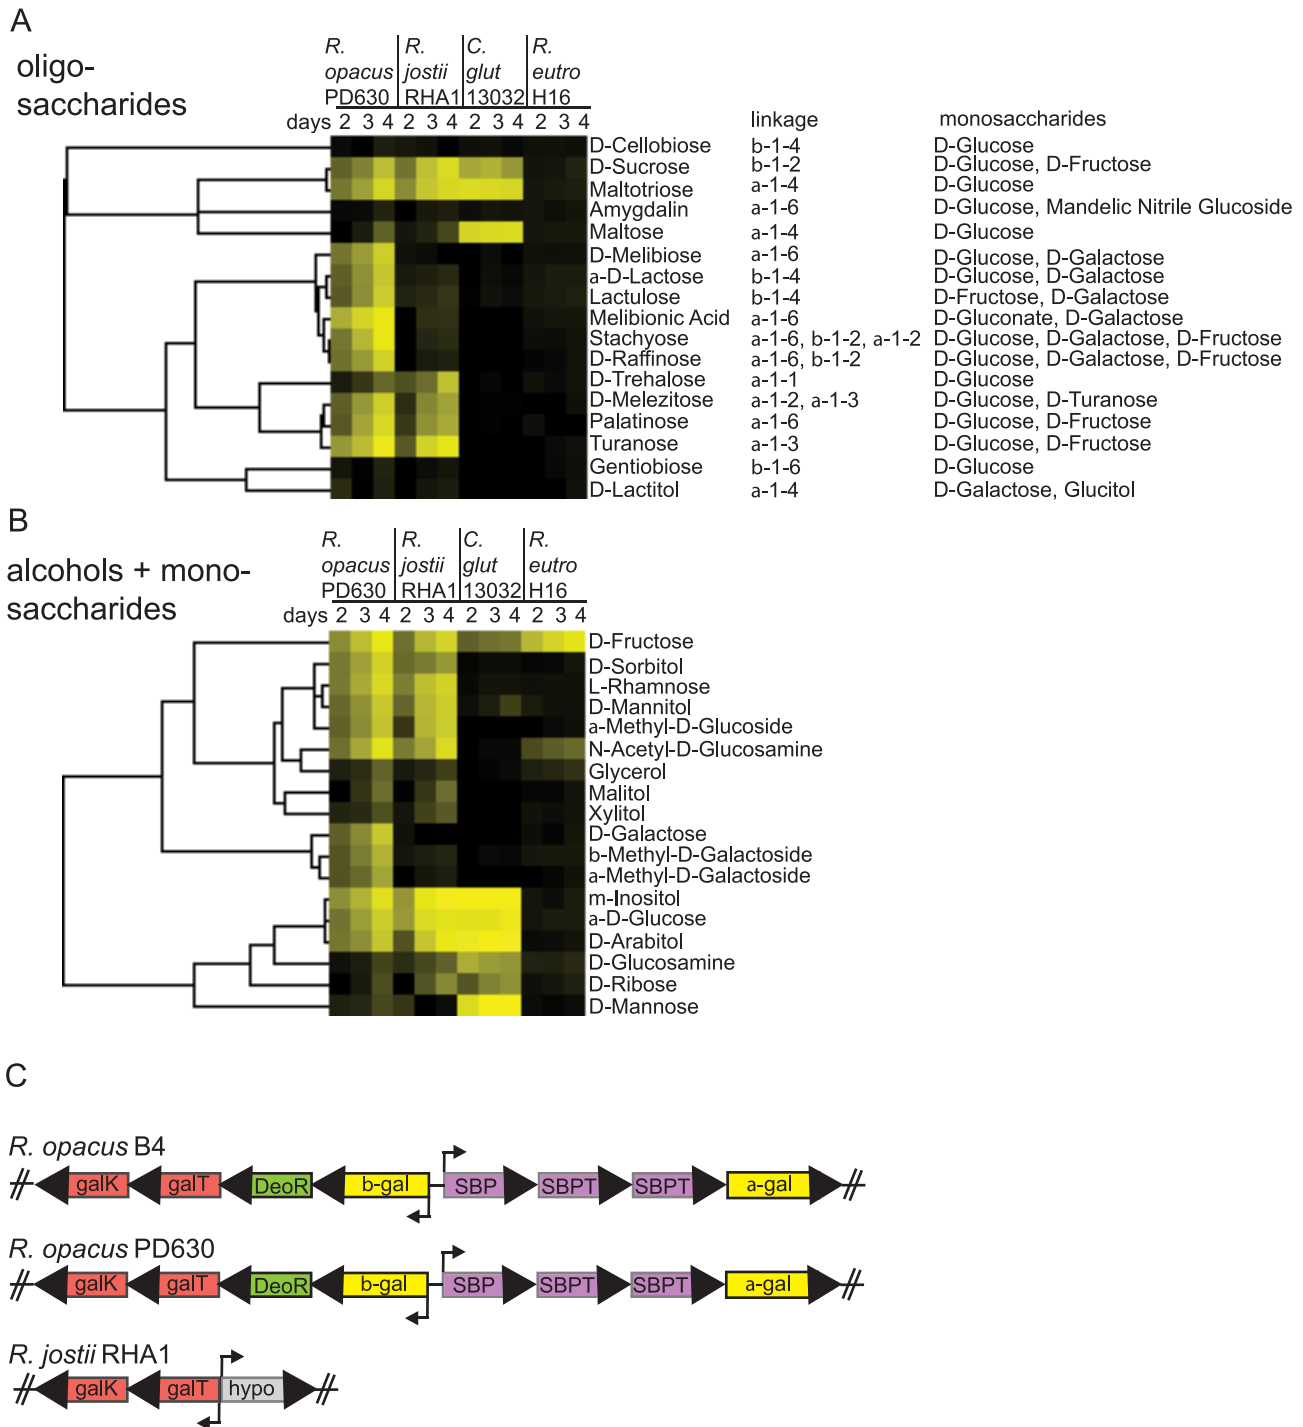 A
oligo-
saccharides
R. R. C. R.
opacus jostii glut eutro
PD630 RHA1 13032 H16
days 2 3 4 2 3 4 2 3 4 2 3 4
linkage monosaccharides
D-Cellobiose b-1-4 D-Glucose
D-Sucrose b-1-2 D-Glucose, D-Fructose
Maltotriose a-1-4 D-Glucose
Amygdalin a-1-6 D-Glucose, Mandelic Nitrile Glucoside
Maltose a-1-4 D-Glucose
D-Melibiose a-1-6 D-Glucose, D-Galactose
a-D-Lactose b-1-4 D-Glucose, D-Galactose
Lactulose b-1-4 D-Fructose, D-Galactose
Melibionic Acid a-1-6 D-Gluconate, D-Galactose
Stachyose a-1-6, b-1-2, a-1-2 D-Glucose, D-Galactose, D-Fructose
D-Raffinose a-1-6, b-1-2 D-Glucose, D-Galactose, D-Fructose
D-Trehalose a-1-1 D-Glucose
D-Melezitose a-1-2, a-1-3 D-Glucose, D-Turanose
Palatinose a-1-6 D-Glucose, D-Fructose
Turanose a-1-3 D-Glucose, D-Fructose
Gentiobiose b-1-6 D-Glucose
D-Lactitol a-1-4 D-Galactose, Glucitol
B
alcohols + mono-
saccharides
R. R. C. R.
opacus jostii glut eutro
PD630 RHA1 13032 H16
days 2 3 4 2 3 4 2 3 4 2 3 4
D-Fructose
D-Sorbitol
L-Rhamnose
D-Mannitol
a-Methyl-D-Glucoside
N-Acetyl-D-Glucosamine
Glycerol
Malitol
Xylitol
D-Galactose
b-Methyl-D-Galactoside
a-Methyl-D-Galactoside
m-Inositol
a-D-Glucose
D-Arabitol
D-Glucosamine
D-Ribose
D-Mannose
C
R. opacus B4
galK galT DeoR b-gal SBP SBPT SBPT a-gal
R. opacus PD630
galK galT DeoR b-gal SBP SBPT SBPT a-gal
R. jostii RHA1
galK galT hypo